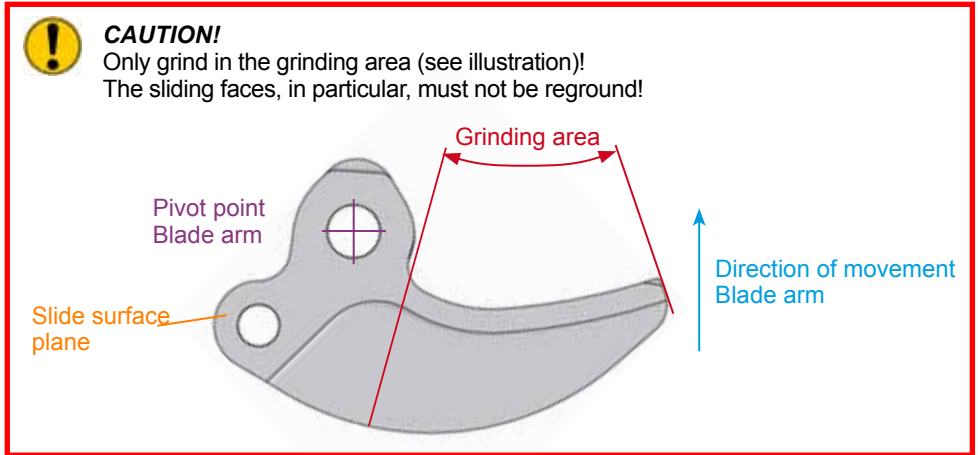 CAUTION!
Only grind in the grinding area (see illustration)!
The sliding faces, in particular, must not be reground!
Grinding area
Pivot point
Blade arm
Direction of movement
Blade arm
Slide surface
plane